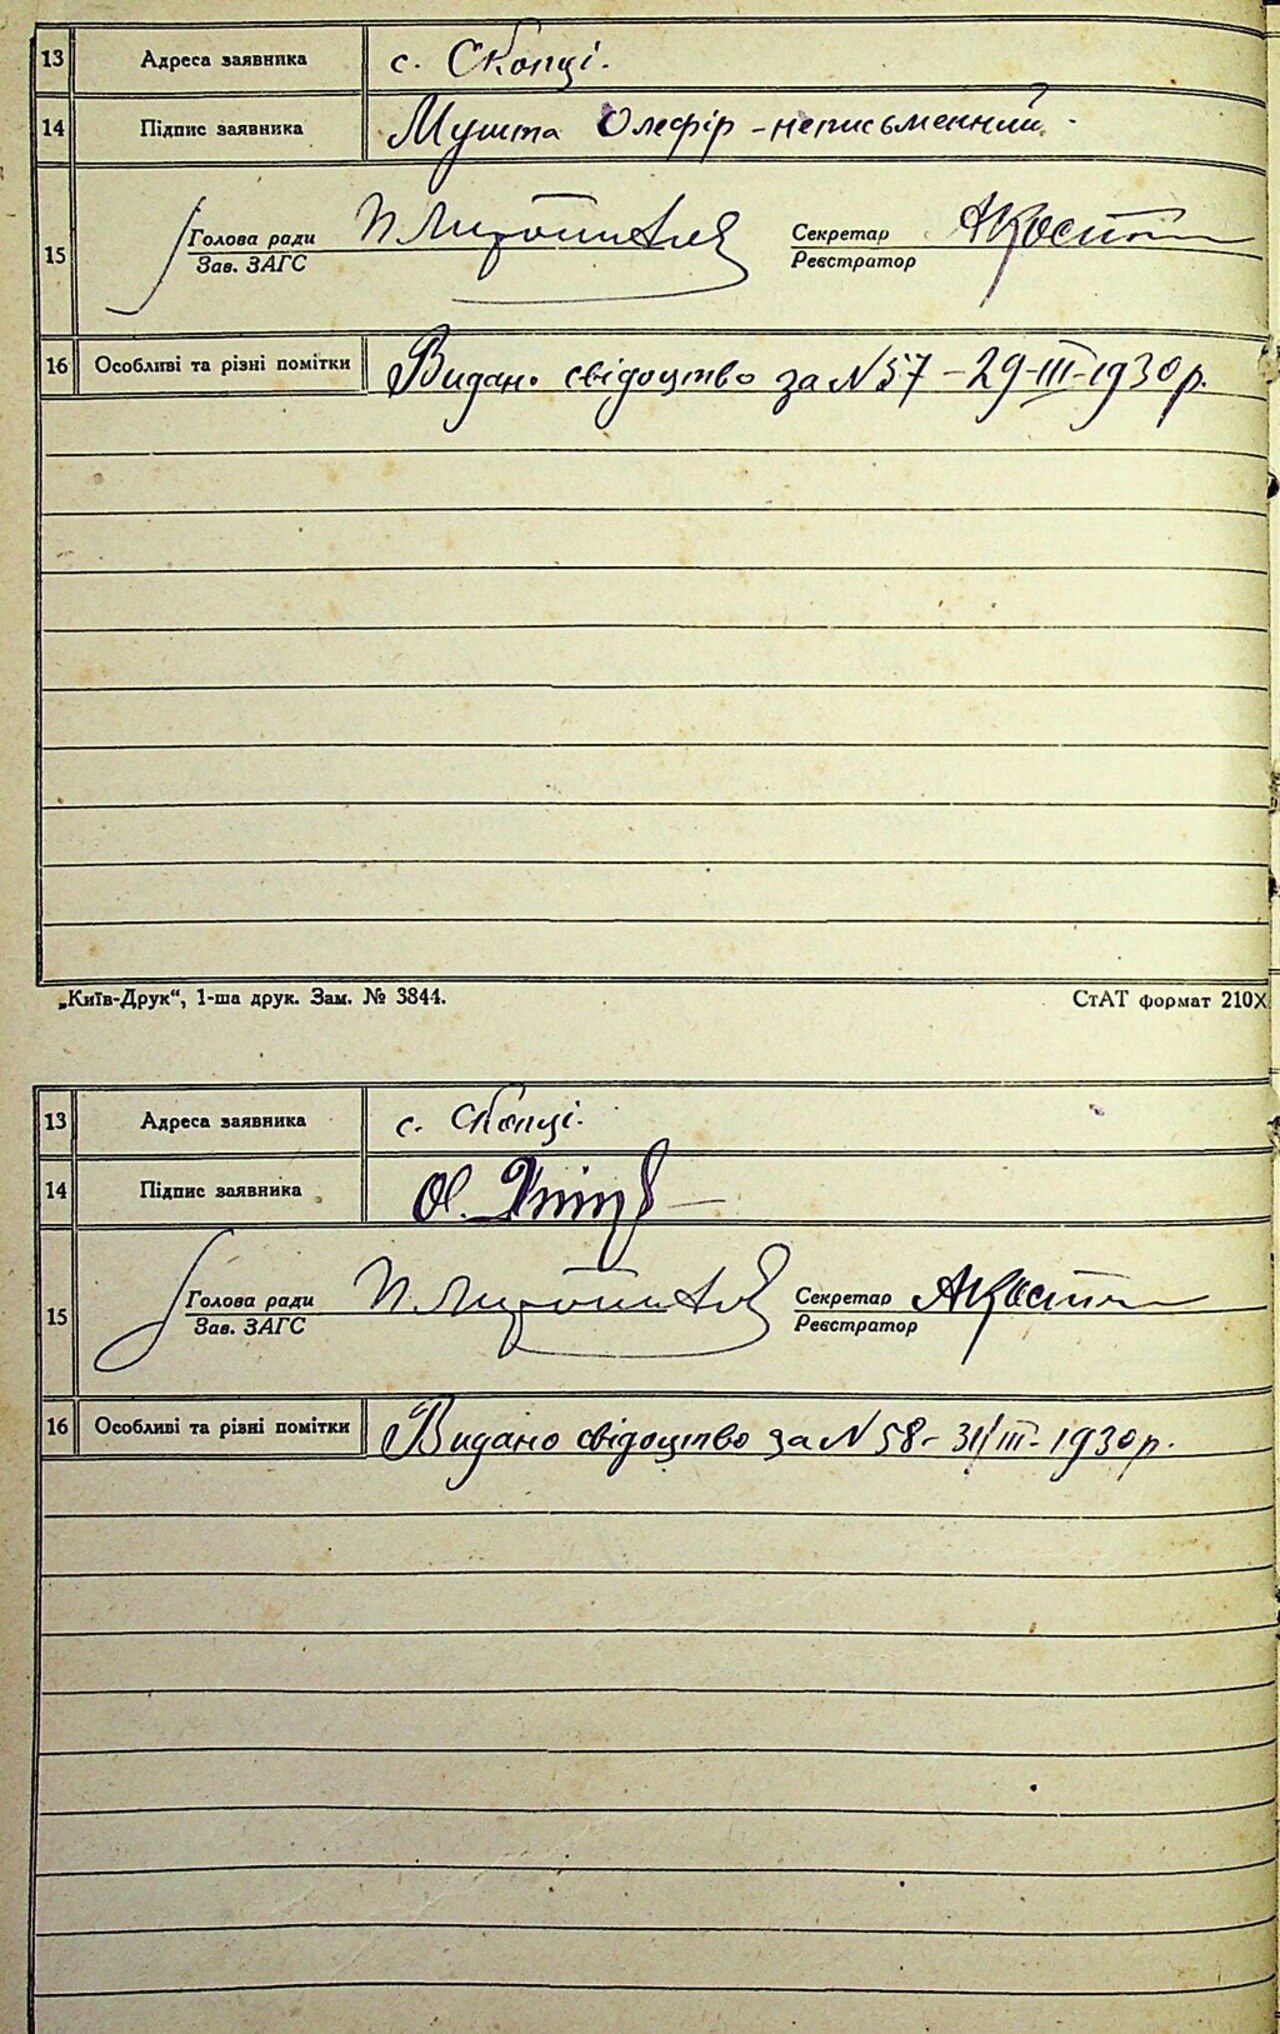 13 Адреса заявника с. Скопці.
14 Підпис заявника Мушта Олефір - неписьменний.
15 Голова ради Секретар
Зав. ЗАГС Реєстратор
16 Особливі та різні помітки Видано свідоцтво за N 57 - 29-III-1930 р.
„Київ-Друк“, 1-ша друк. Зам. № 3844. СтАТ формат 210X
13 Адреса заявника с. Скопці.
14 Підпис заявника
15 Голова ради Секретар
Зав. ЗАГС Реєстратор
16 Особливі та різні помітки Видано свідоцтво за N 58 - 31/III - 1930 р.